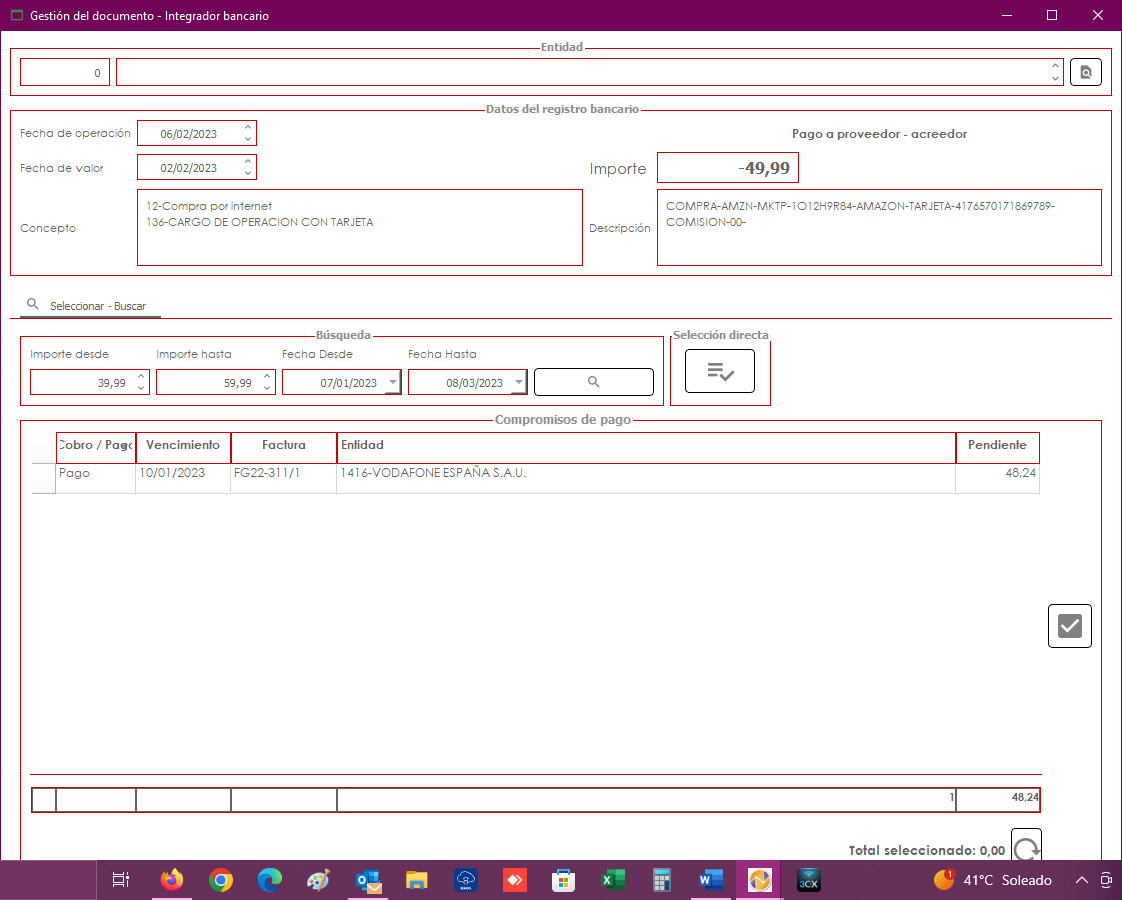 Gestión del documento - Integrador bancario
Entidad
0
Datos del registro bancario
Fecha de operación 06/02/2023
Pago a proveedor - acreedor
Fecha de valor 02/02/2023
Importe -49,99
Concepto
12-Compra por internet
136-CARGO DE OPERACION CON TARJETA
Descripción
COMPRA-AMZN-MKTP-1O12H9R84-AMAZON-TARJETA-4176570171869789-
COMISION-00-
Seleccionar - Buscar
Búsqueda
Selección directa
Importe desde Importe hasta Fecha Desde Fecha Hasta
39,99 59,99 07/01/2023 08/03/2023
Compromisos de pago
Cobro / Pago Vencimiento Factura Entidad Pendiente
Pago 10/01/2023 FG22-311/1 1416-VODAFONE ESPAÑA S.A.U. 48,24
1 48,24
Total seleccionado: 0,00
1 41°C Soleado
3CX